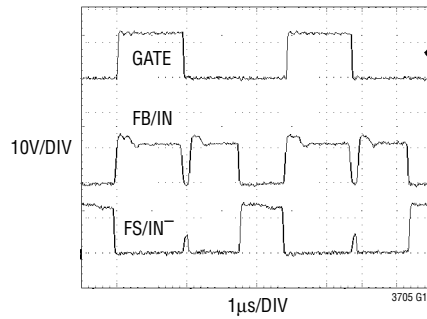 GATE
FB/IN
10V/DIV
FS/IN⁻
3705 G1
1μs/DIV